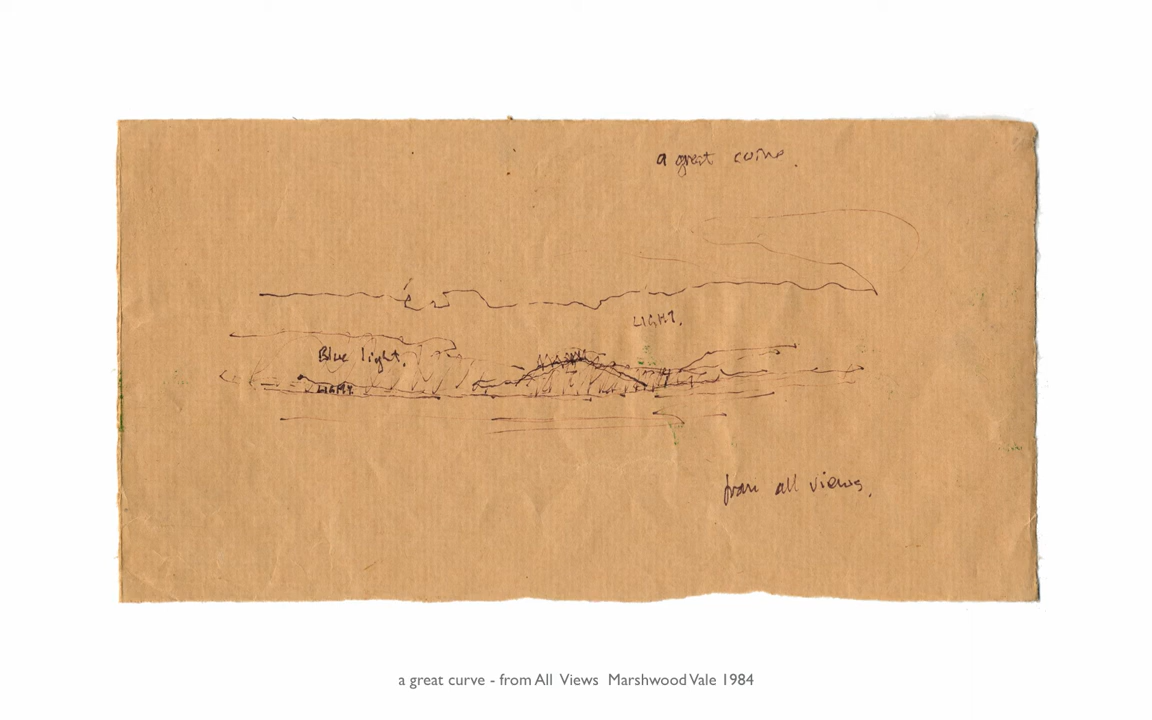 a great curve.
LIGHT.
Blue light.
LIGHT.
from all views.
a great curve - from All Views Marshwood Vale 1984